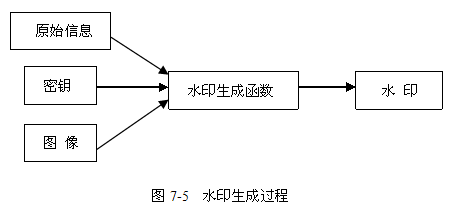 原始信息
密钥
水印生成函数
水 印
图 像
图 7-5 水印生成过程